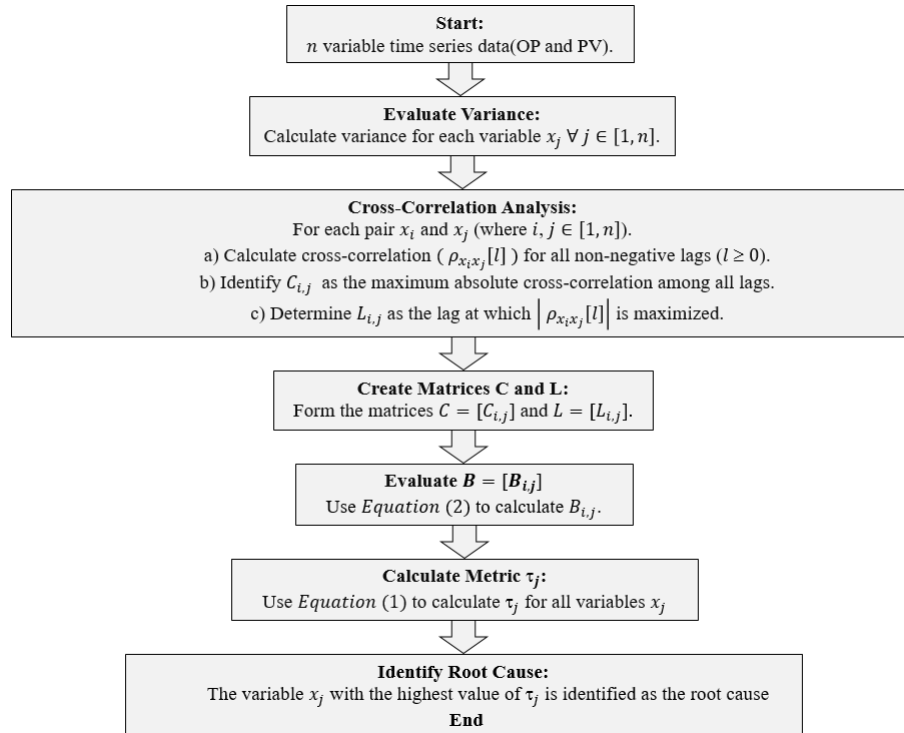 Start:
n variable time series data(OP and PV).
Evaluate Variance:
Calculate variance for each variable x_j ∀ j ∈ [1, n].
Cross-Correlation Analysis:
For each pair x_i and x_j (where i, j ∈ [1, n]).
a) Calculate cross-correlation ( ρ_{x_i x_j}[l] ) for all non-negative lags (l ≥ 0).
b) Identify C_{i,j} as the maximum absolute cross-correlation among all lags.
c) Determine L_{i,j} as the lag at which | ρ_{x_i x_j}[l] | is maximized.
Create Matrices C and L:
Form the matrices C = [C_{i,j}] and L = [L_{i,j}].
Evaluate B = [B_{i,j}]
Use Equation (2) to calculate B_{i,j}.
Calculate Metric τ_j:
Use Equation (1) to calculate τ_j for all variables x_j
Identify Root Cause:
The variable x_j with the highest value of τ_j is identified as the root cause
End